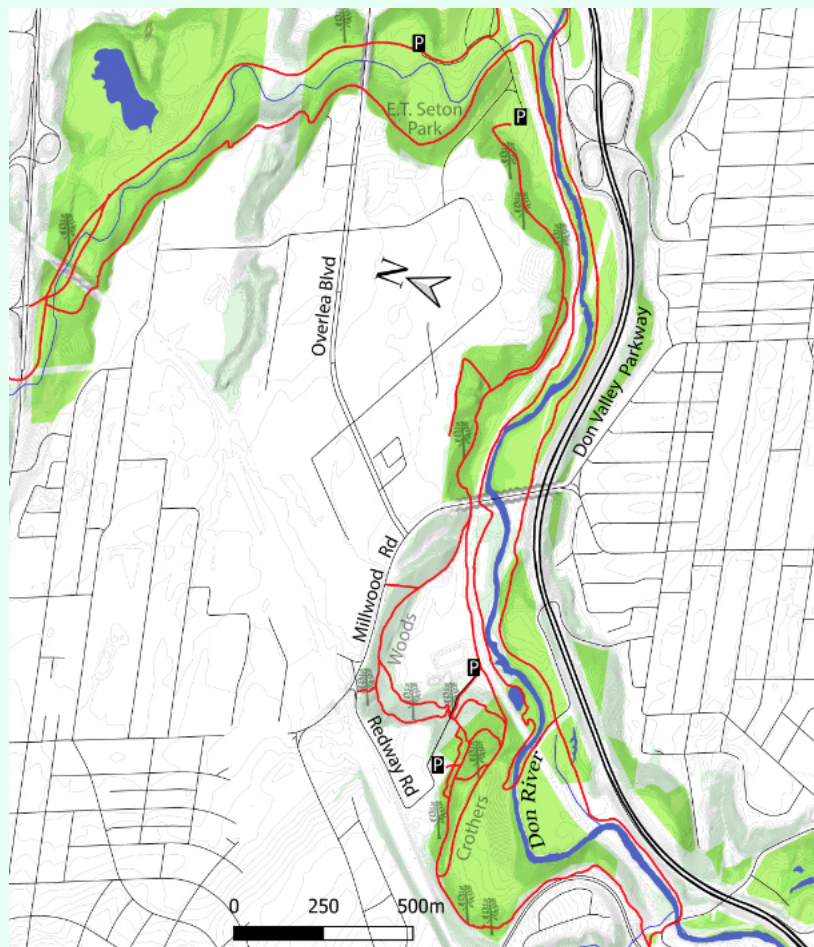 P
P
E.T. Seton
Park
N
Overlea Blvd
Don Valley Parkway
Millwood Rd
Woods
P
Redway Rd
P
Don River
Crothers
0 250 500m